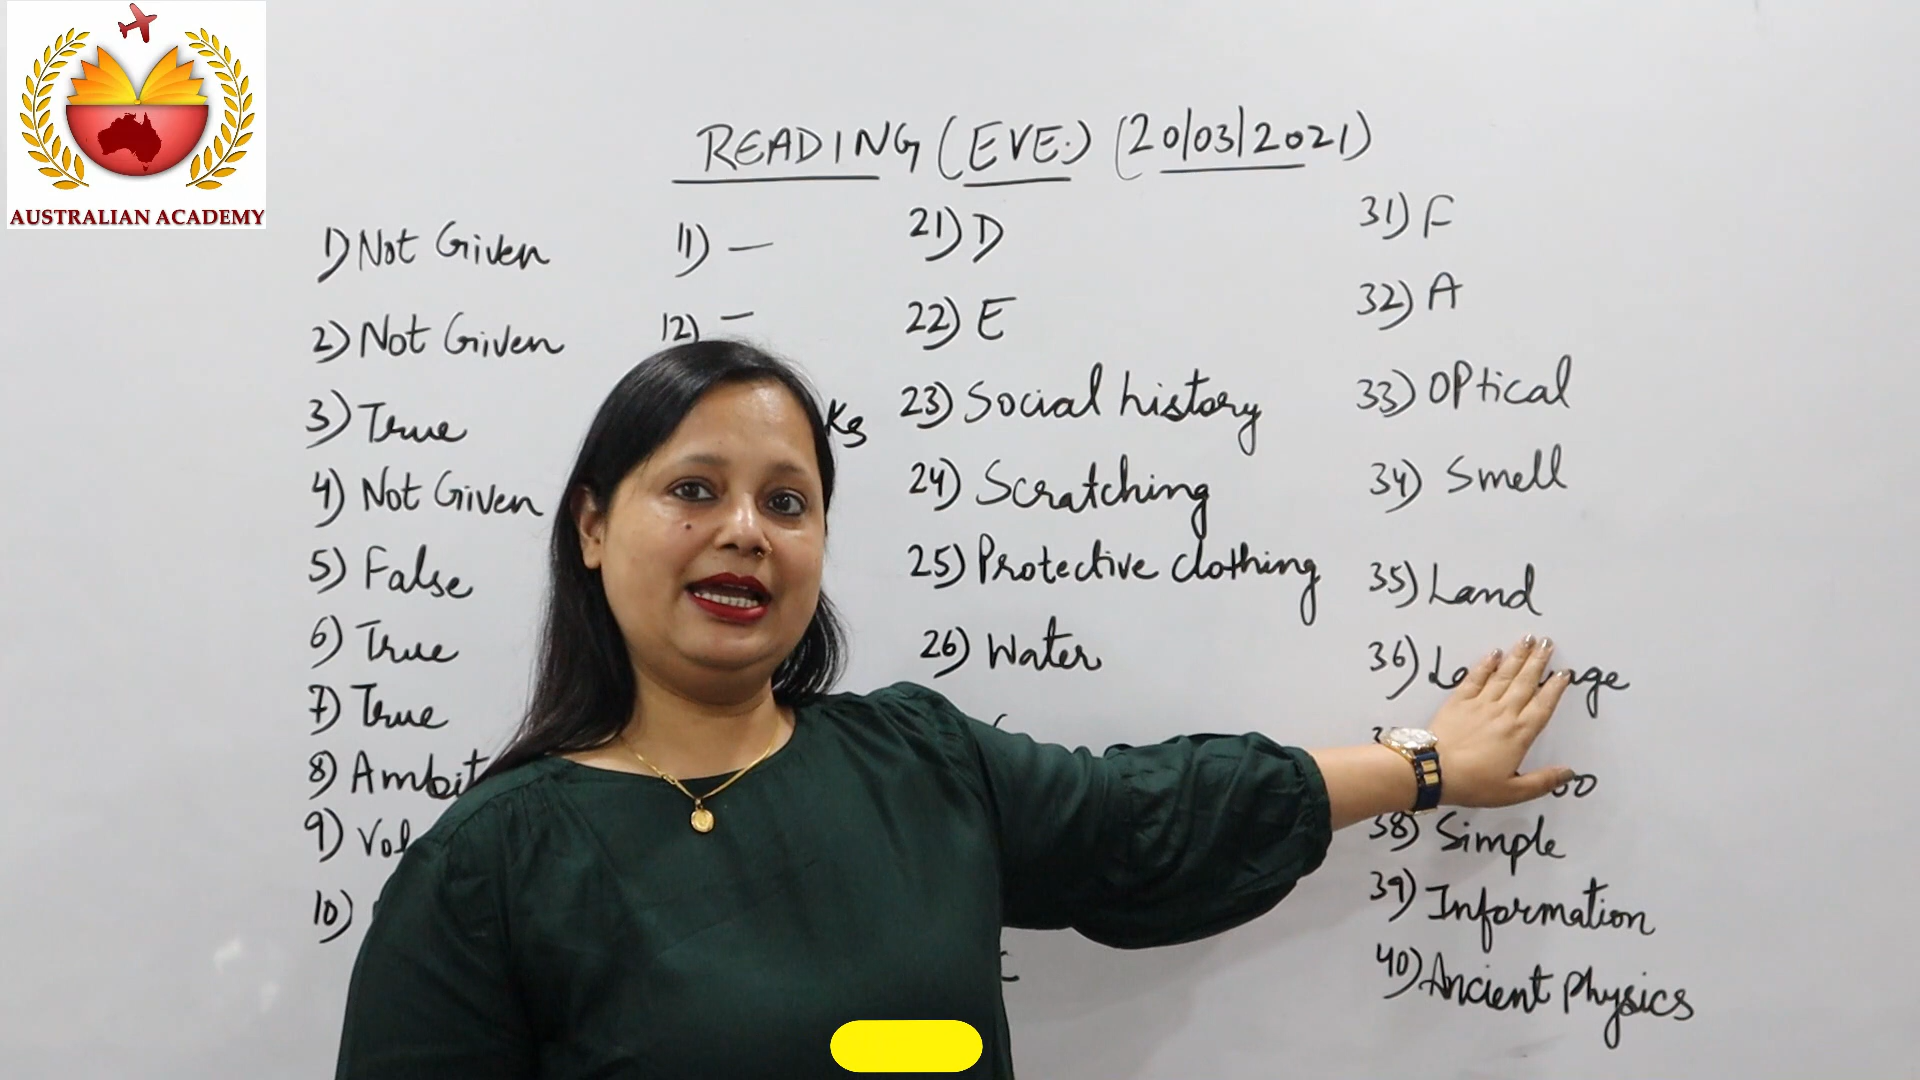 AUSTRALIAN ACADEMY
READING (EVE.) (20/03/2021)
1) Not Given
2) Not Given
3) True
4) Not Given
5) False
6) True
7) True
8)
9)
10)
11) —
12) —
21) D
22) E
23) Social history
24) Scratching
25) Protective clothing
26) Water
31) F
32) A
33) Optical
34) Smell
35) Land
36)
38) Simple
39) Information
40) Ancient Physics